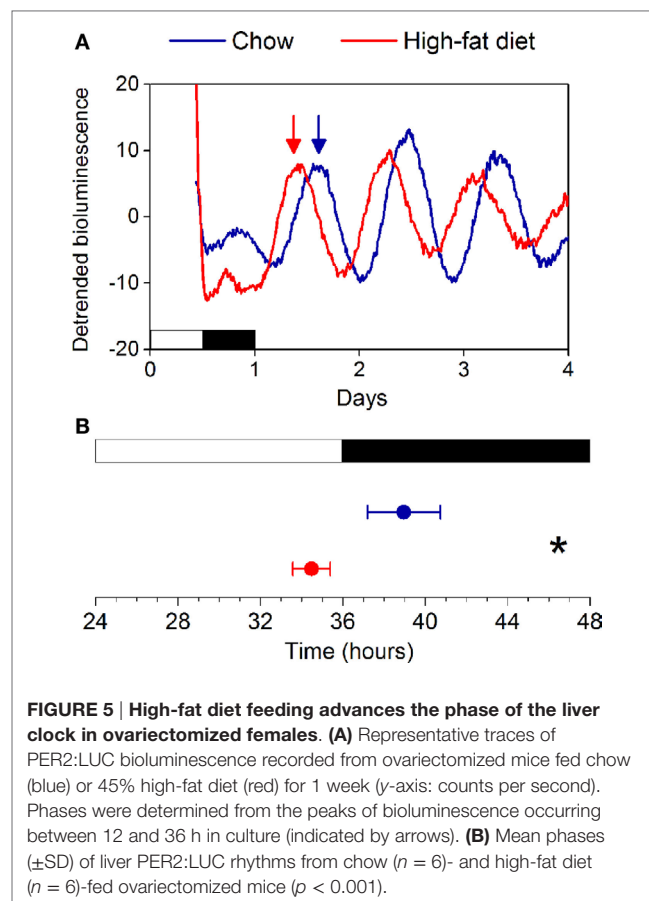 A
Chow
High-fat diet
Detrended bioluminescence
20
10
0
-10
-20
0 1 2 3 4
Days
B
*
24 28 32 36 40 44 48
Time (hours)
FIGURE 5 | High-fat diet feeding advances the phase of the liver
clock in ovariectomized females. (A) Representative traces of
PER2:LUC bioluminescence recorded from ovariectomized mice fed chow
(blue) or 45% high-fat diet (red) for 1 week (y-axis: counts per second).
Phases were determined from the peaks of bioluminescence occurring
between 12 and 36 h in culture (indicated by arrows). (B) Mean phases
(±SD) of liver PER2:LUC rhythms from chow (n = 6)- and high-fat diet
(n = 6)-fed ovariectomized mice (p < 0.001).